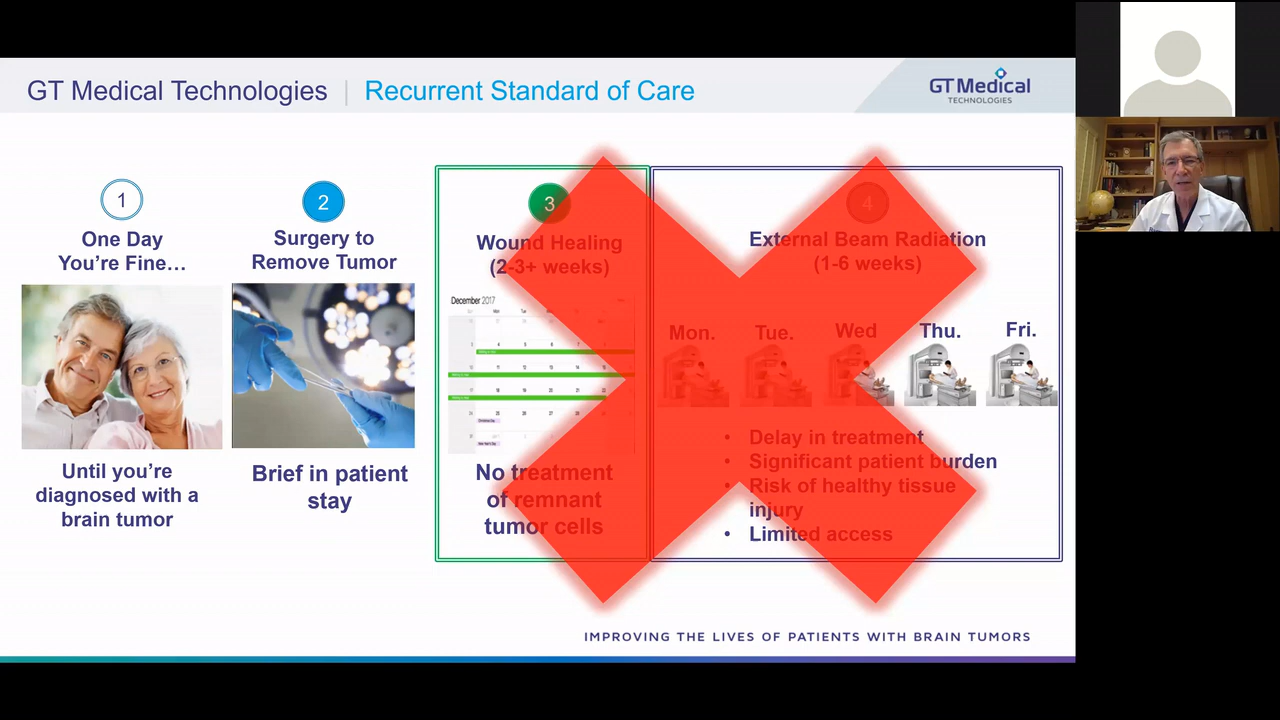 GT Medical Technologies | Recurrent Standard of Care
GT Medical
TECHNOLOGIES
1
One Day
You're Fine…
Until you're
diagnosed with a
brain tumor
2
Surgery to
Remove Tumor
Brief in patient
stay
3
Wound Healing
(2-3+ weeks)
December 2017
No treatment
of remnant
tumor cells
4
External Beam Radiation
(1-6 weeks)
Mon. Tue. Wed Thu. Fri.
• Delay in treatment
• Significant patient burden
• Risk of healthy tissue
injury
• Limited access
IMPROVING THE LIVES OF PATIENTS WITH BRAIN TUMORS